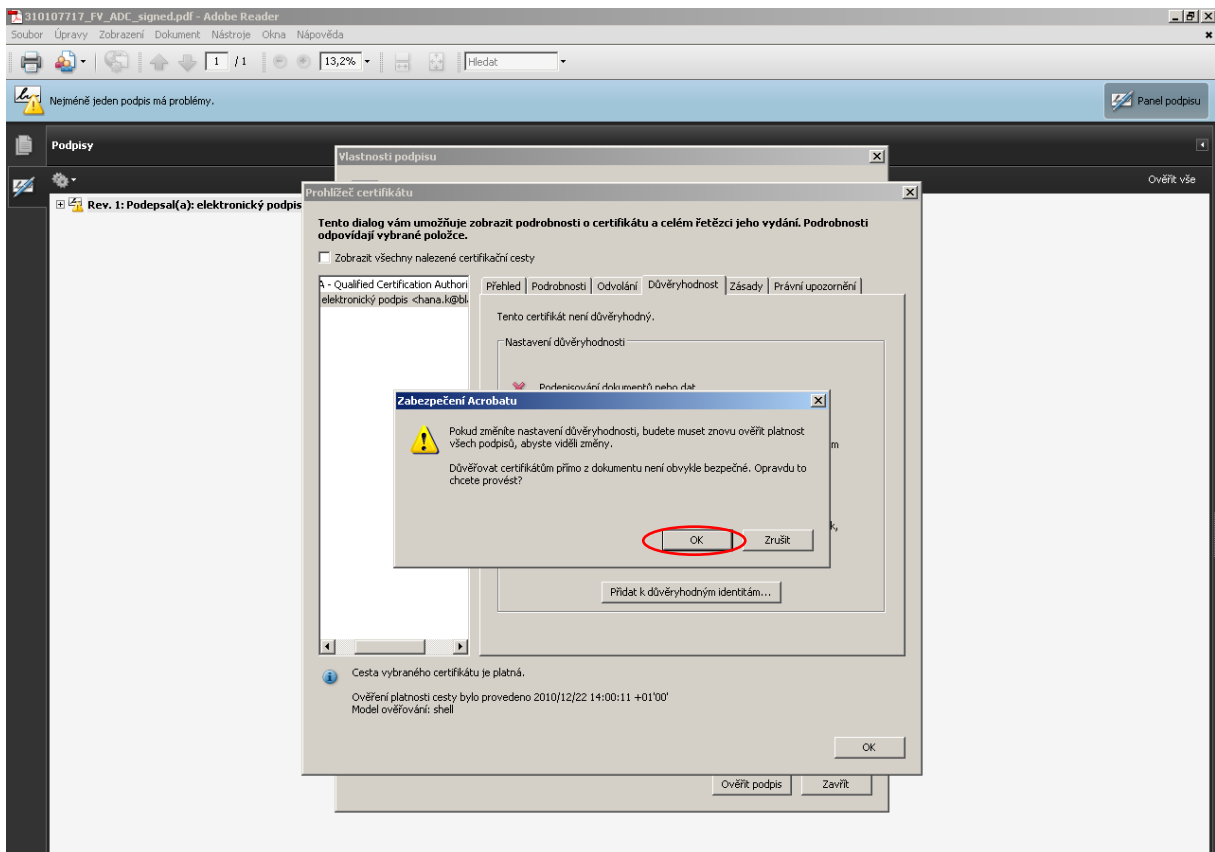 310107717_FV_ADC_signed.pdf - Adobe Reader
Soubor Úpravy Zobrazení Dokument Nástroje Okna Nápověda
1 /1 13,2% Hledat
Nejméně jeden podpis má problémy.
Panel podpisu
Podpisy
Ověřit vše
Rev. 1: Podepsal(a): elektronický podpis
Vlastnosti podpisu
Prohlížeč certifikátu
Tento dialog vám umožňuje zobrazit podrobnosti o certifikátu a celém řetězci jeho vydání. Podrobnosti
odpovídají vybrané položce.
Zobrazit všechny nalezené certifikační cesty
A - Qualified Certification Authori
elektronický podpis <hana.k@bl
Přehled Podrobnosti Odvolání Důvěryhodnost Zásady Právní upozornění
Tento certifikát není důvěryhodný.
Nastavení důvěryhodnosti
Podepisování dokumentů nebo dat
Zabezpečení Acrobatu
Pokud změníte nastavení důvěryhodnosti, budete muset znovu ověřit platnost
všech podpisů, abyste viděli změny.
m
Důvěřovat certifikátům přímo z dokumentu není obvykle bezpečné. Opravdu to
chcete provést?
k,
OK Zrušit
Přidat k důvěryhodným identitám...
Cesta vybraného certifikátu je platná.
Ověření platnosti cesty bylo provedeno 2010/12/22 14:00:11 +01'00'
Model ověřování: shell
OK
Ověřit podpis Zavřít